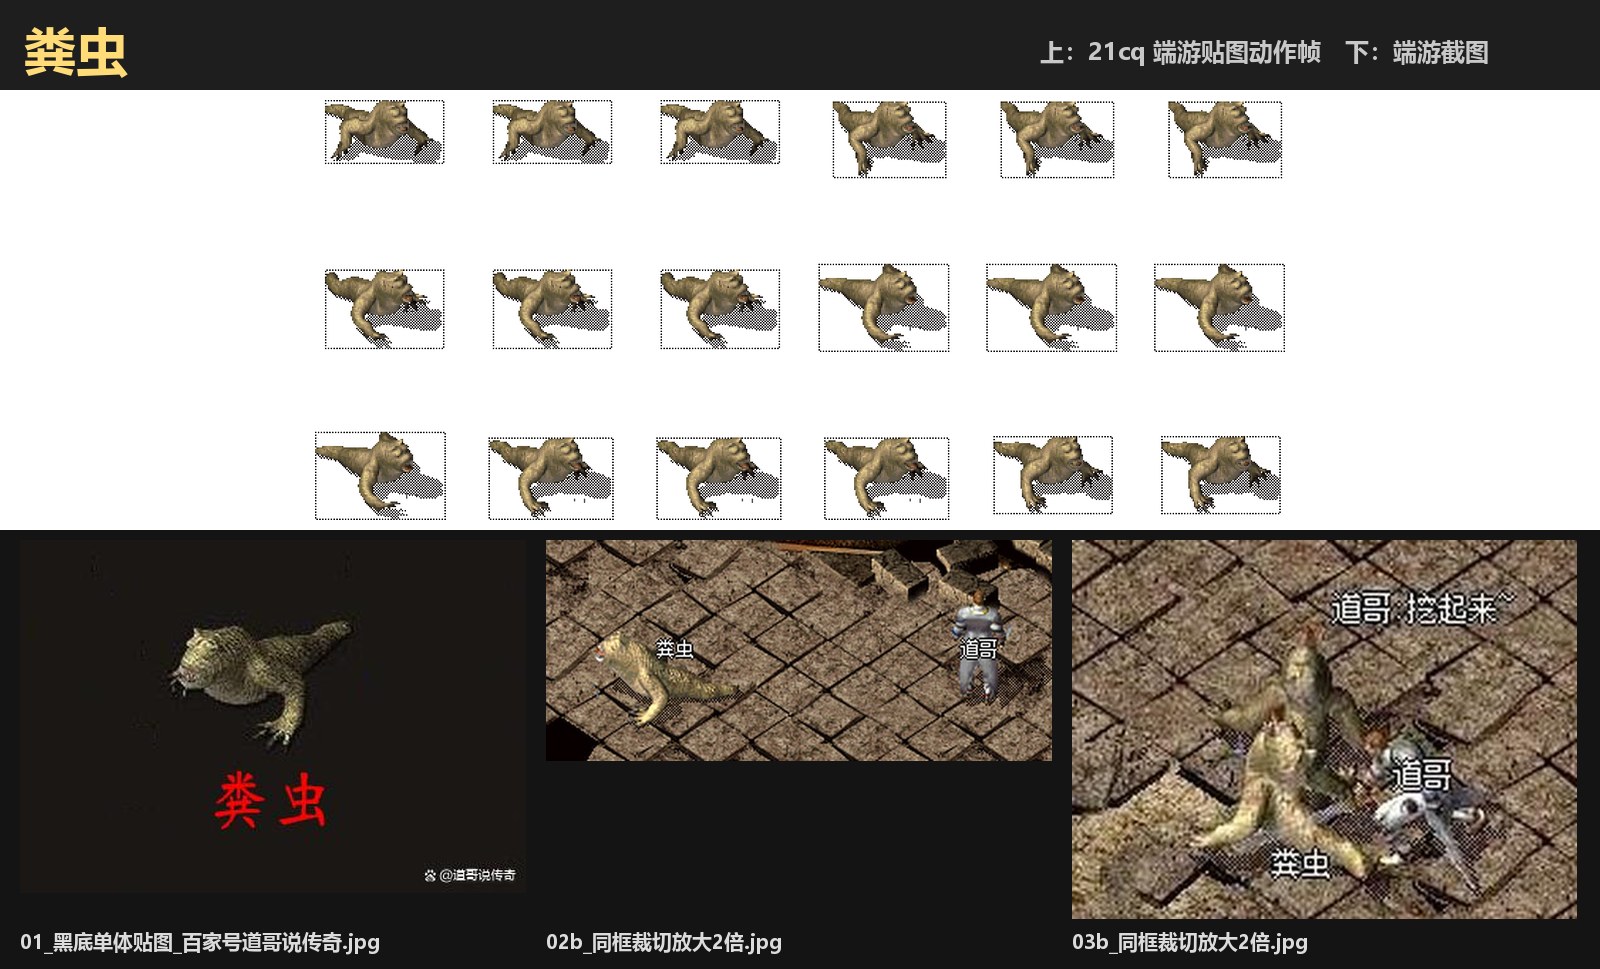 粪虫
上：21cq 端游贴图动作帧　下：端游截图
粪虫
道哥
道哥:挖起来~
道哥
粪虫
粪虫
@道哥说传奇
01_黑底单体贴图_百家号道哥说传奇.jpg
02b_同框裁切放大2倍.jpg
03b_同框裁切放大2倍.jpg